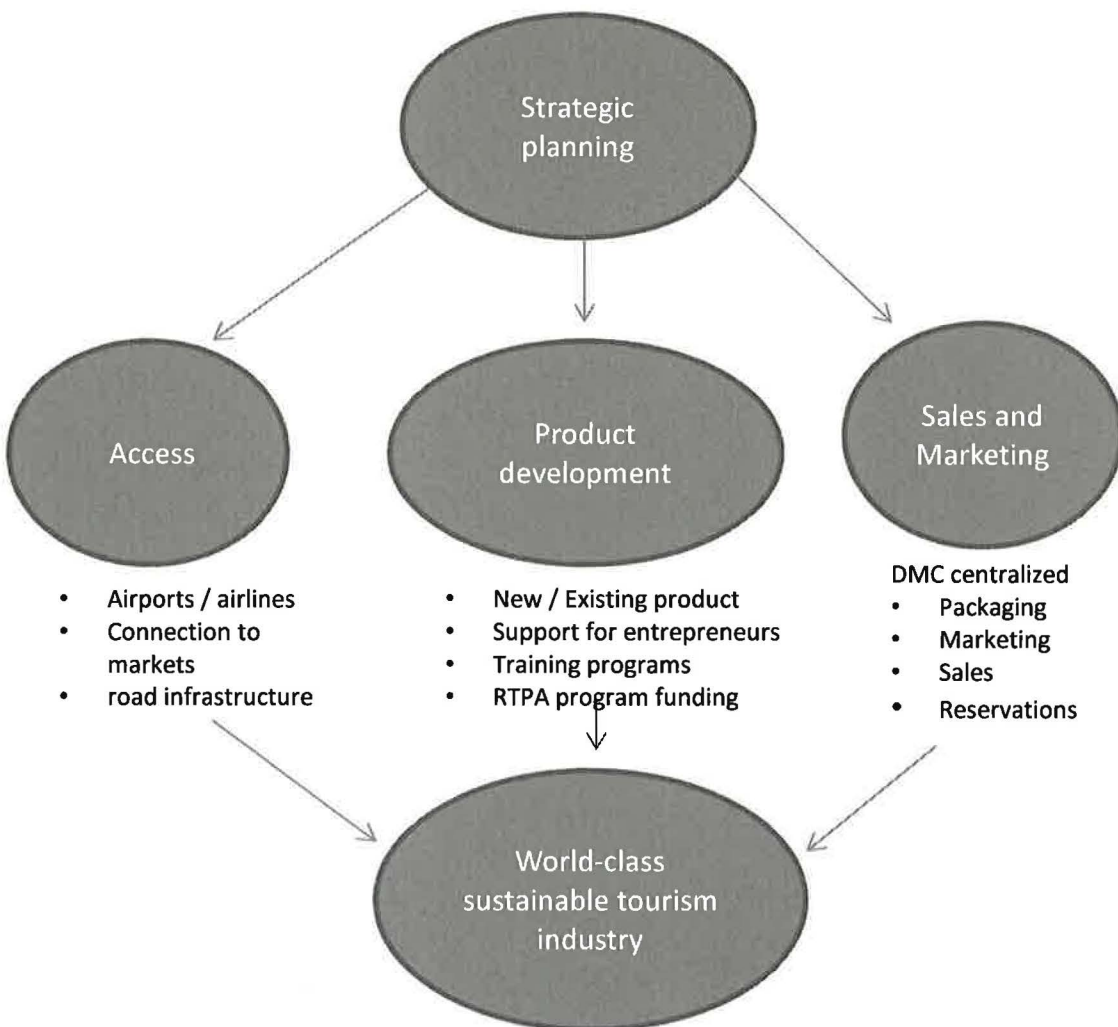 Strategic
planning
Access
Product
development
Sales and
Marketing
• Airports / airlines
• Connection to
markets
• road infrastructure
• New / Existing product
• Support for entrepreneurs
• Training programs
• RTPA program funding
DMC centralized
• Packaging
• Marketing
• Sales
• Reservations
World-class
sustainable tourism
industry